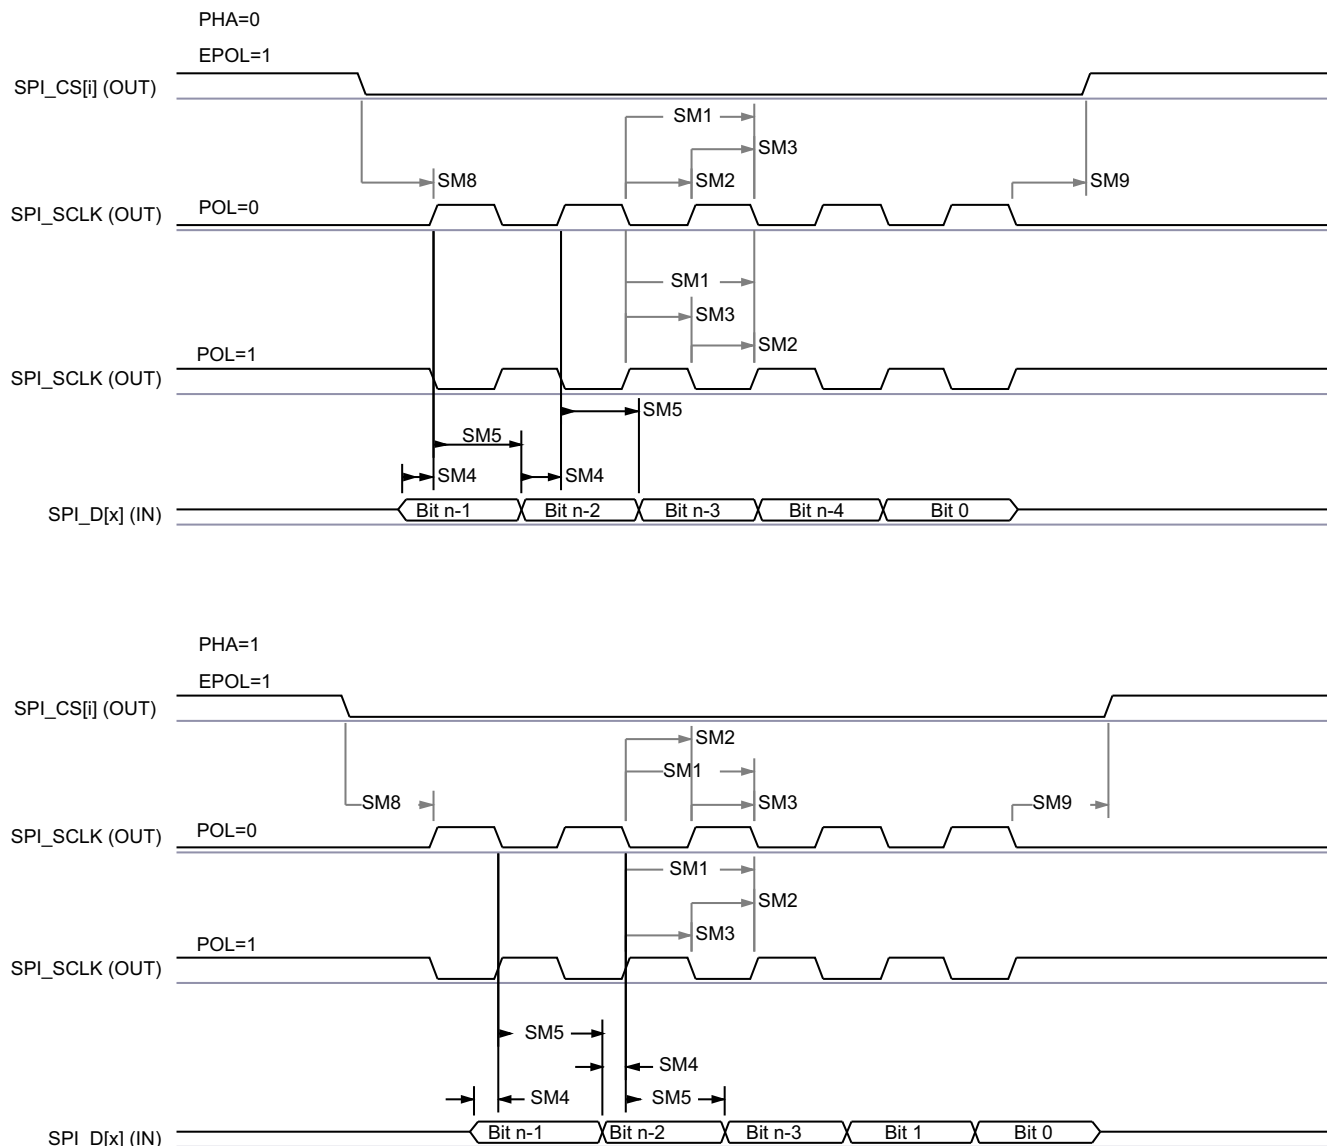 PHA=0
EPOL=1
SPI_CS[i] (OUT)
SM1
SM3
SM8
SM2
SM9
POL=0
SPI_SCLK (OUT)
SM1
SM3
SM2
POL=1
SPI_SCLK (OUT)
SM5
SM5
SM4
SM4
SPI_D[x] (IN)
Bit n-1
Bit n-2
Bit n-3
Bit n-4
Bit 0
PHA=1
EPOL=1
SPI_CS[i] (OUT)
SM2
SM1
SM8
SM3
SM9
POL=0
SPI_SCLK (OUT)
SM1
SM2
SM3
POL=1
SPI_SCLK (OUT)
SM5
SM4
SM4
SM5
SPI_D[x] (IN)
Bit n-1
Bit n-2
Bit n-3
Bit 1
Bit 0